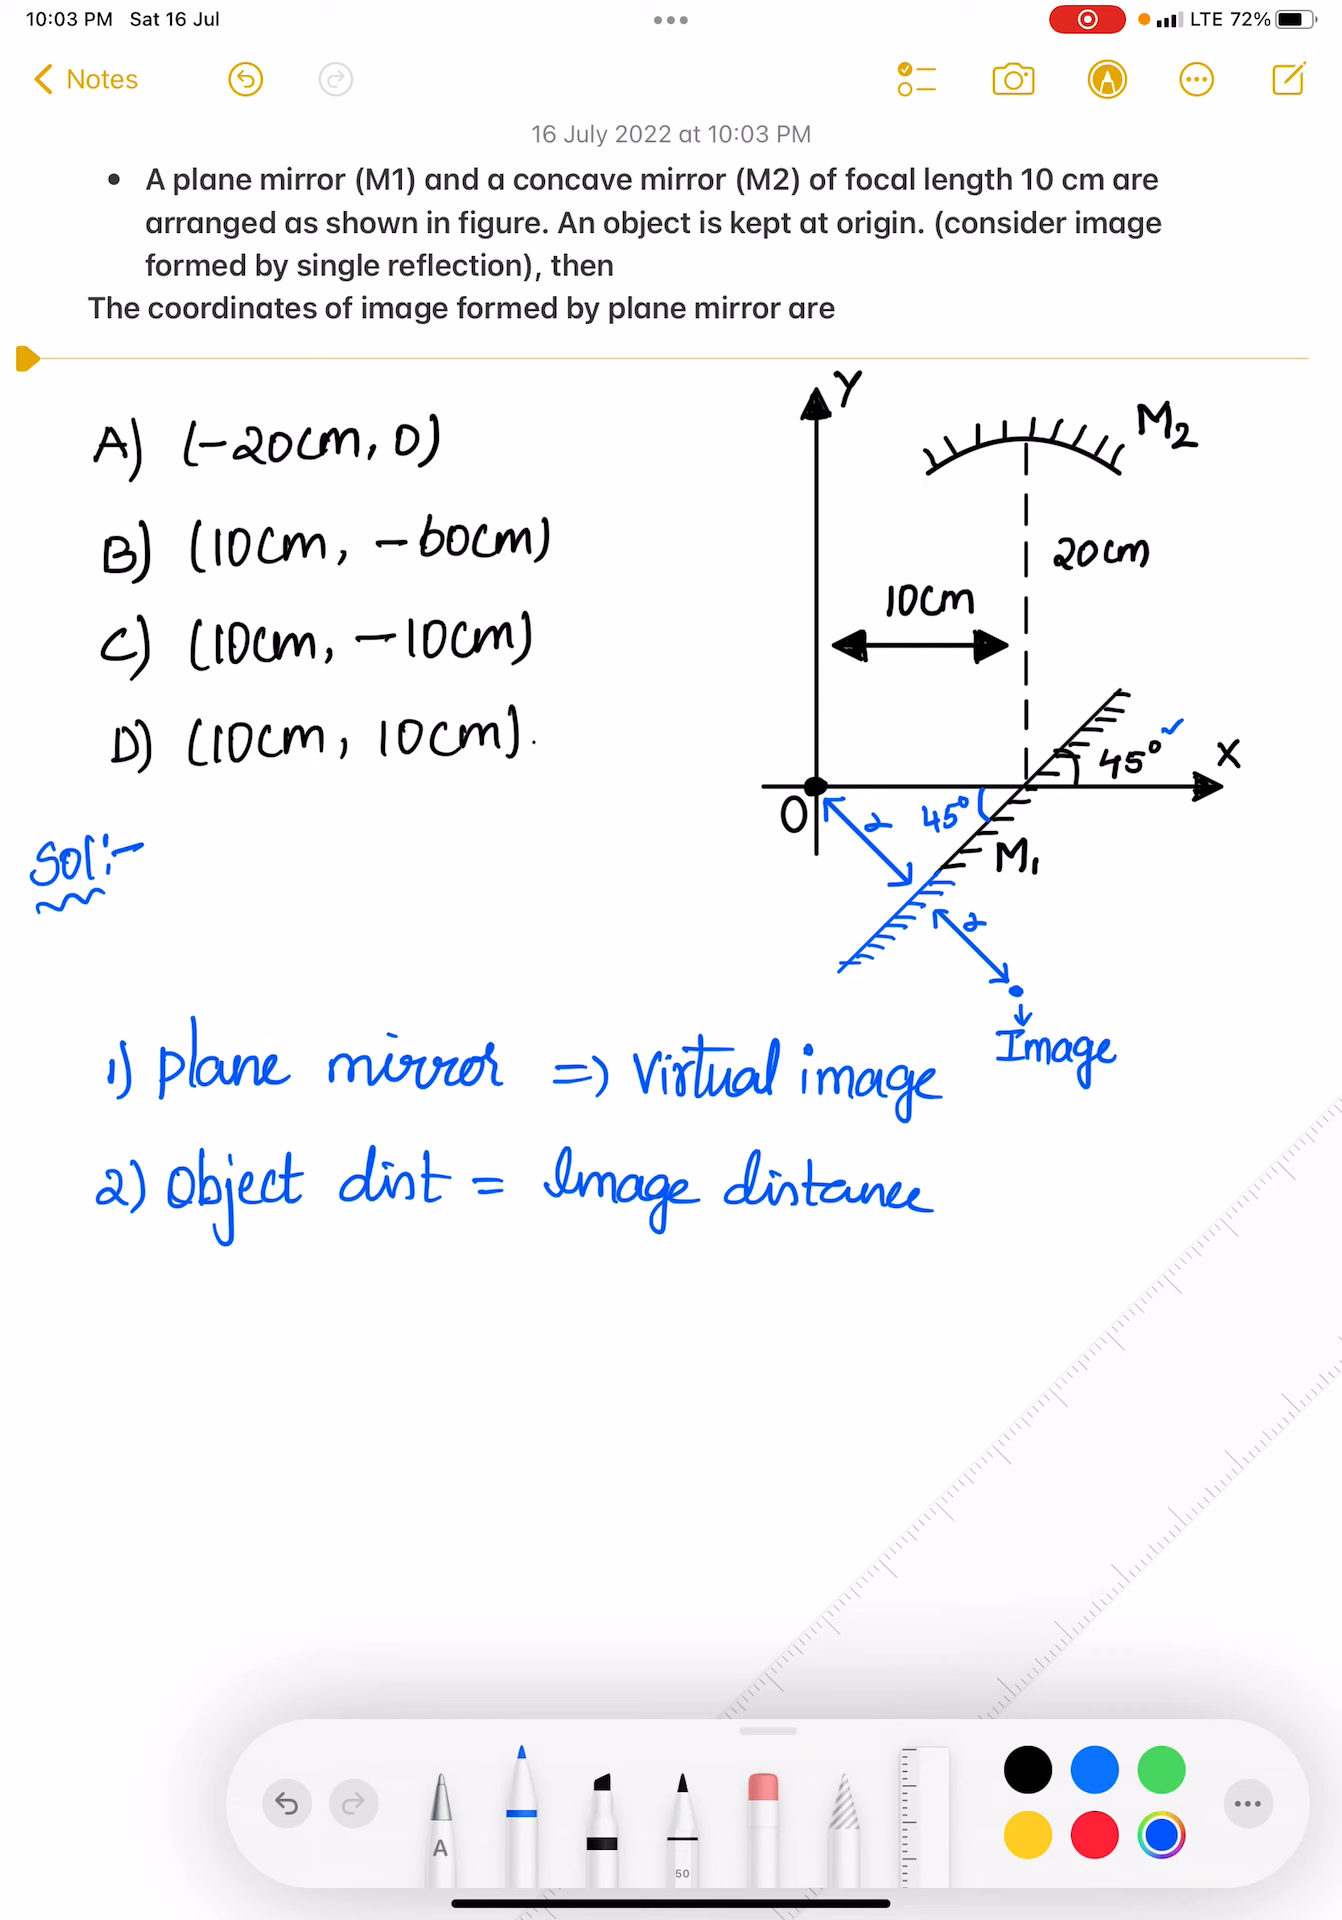 10:03 PM Sat 16 Jul
LTE 72%
Notes
16 July 2022 at 10:03 PM
• A plane mirror (M1) and a concave mirror (M2) of focal length 10 cm are
arranged as shown in figure. An object is kept at origin. (consider image
formed by single reflection), then
The coordinates of image formed by plane mirror are
A) (-20cm, 0)
B) (10cm, -60cm)
C) (10cm, -10cm)
D) (10cm, 10cm).
Y
M2
20cm
10cm
45°
X
O
2
45°
M1
2
Image
Sol:-
1) plane mirror => Virtual image
2) Object dist = Image distance
A
50